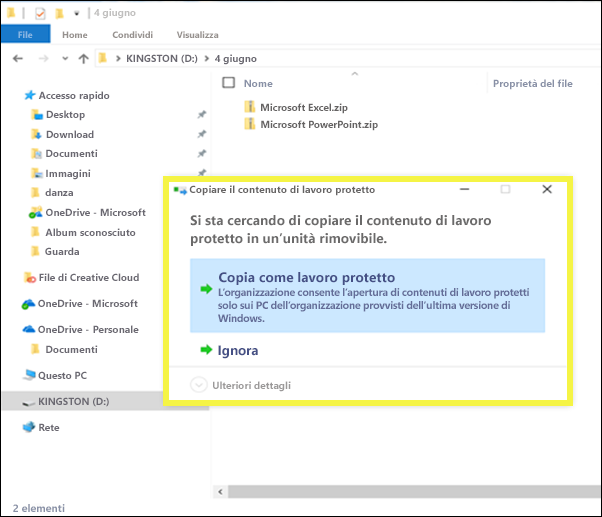 4 giugno
File Home Condividi Visualizza
KINGSTON (D:) 4 giugno
Nome Proprietà del file
Accesso rapido
Desktop
Download
Documenti
Immagini
danza
OneDrive - Microsoft
Album sconosciuto
Guarda
File di Creative Cloud
OneDrive - Microsoft
OneDrive - Personale
Documenti
Questo PC
KINGSTON (D:)
Rete
Microsoft Excel.zip
Microsoft PowerPoint.zip
Copiare il contenuto di lavoro protetto
Si sta cercando di copiare il contenuto di lavoro
protetto in un'unità rimovibile.
Copia come lavoro protetto
L'organizzazione consente l'apertura di contenuti di lavoro protetti
solo sui PC dell'organizzazione provvisti dell'ultima versione di
Windows.
Ignora
Ulteriori dettagli
2 elementi